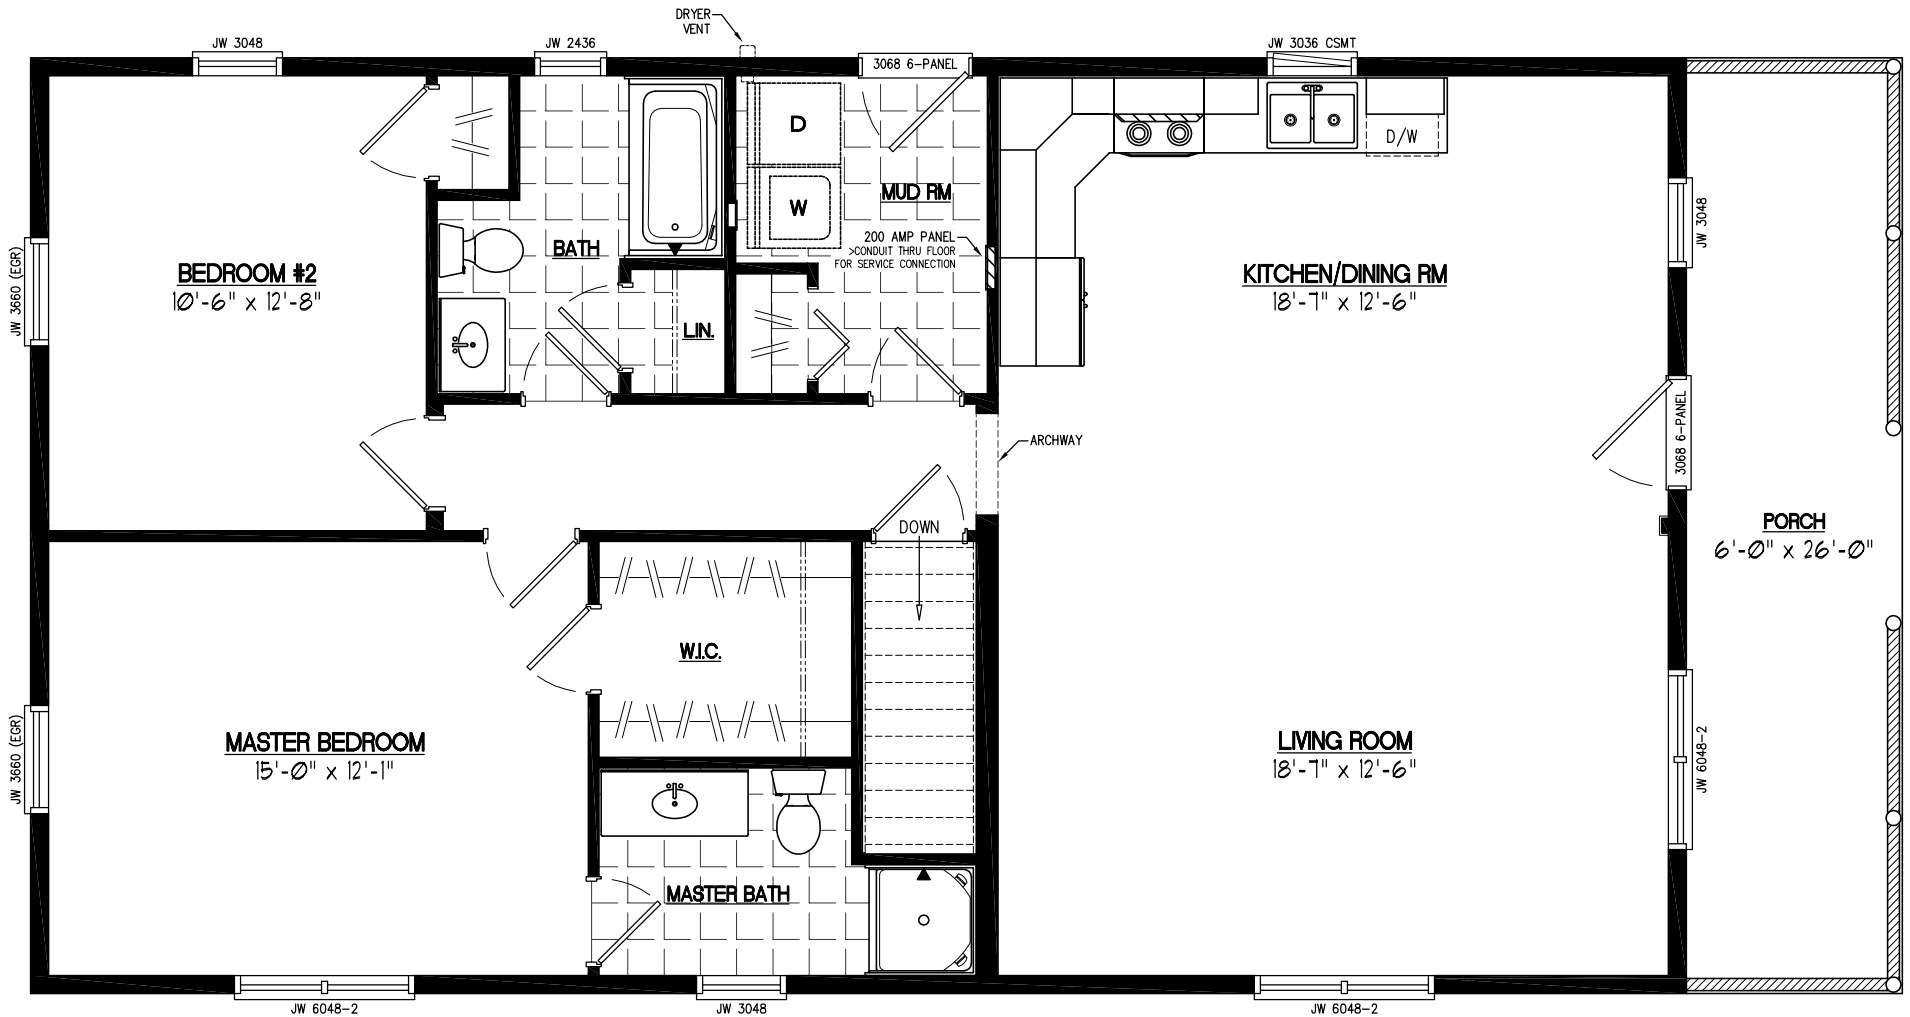 DRYER
VENT
JW 3048
JW 2436
3068 6-PANEL
JW 3036 CSMT
D
W
MUD RM
D/W
200 AMP PANEL
>CONDUIT THRU FLOOR
FOR SERVICE CONNECTION
BATH
LIN.
JW 3660 (EGR)
BEDROOM #2
10'-6" x 12'-8"
KITCHEN/DINING RM
18'-7" x 12'-6"
JW 3048
ARCHWAY
3068 6-PANEL
DOWN
PORCH
6'-0" x 26'-0"
W.I.C.
JW 3660 (EGR)
MASTER BEDROOM
15'-0" x 12'-1"
LIVING ROOM
18'-7" x 12'-6"
JW 6048-2
MASTER BATH
JW 6048-2
JW 3048
JW 6048-2